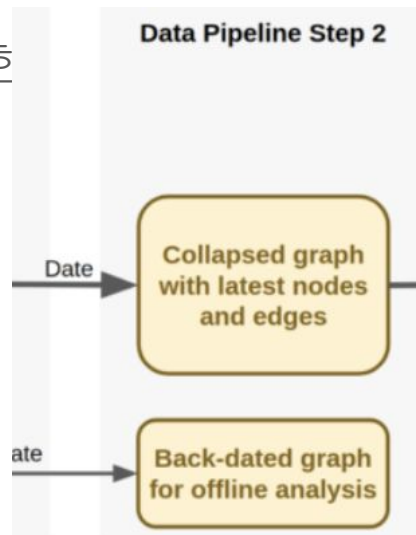 Data Pipeline Step 2
Date
Collapsed graph
with latest nodes
and edges
ate
Back-dated graph
for offline analysis